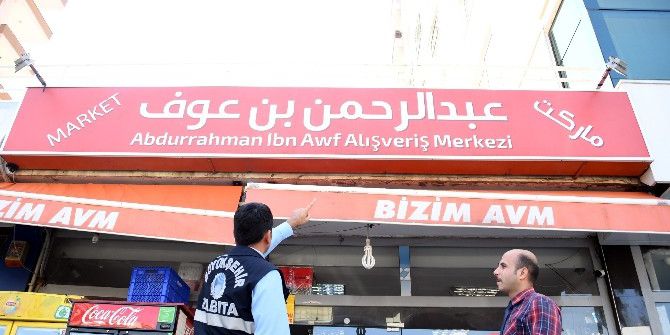 MARKET
عبدالرحمن بن عوف
ماركت
Abdurrahman Ibn Awf Alışveriş Merkezi
BİZİM AVM
BİZİM AVM
BÜYÜKŞEHİR
ZABITA
Coca-Cola